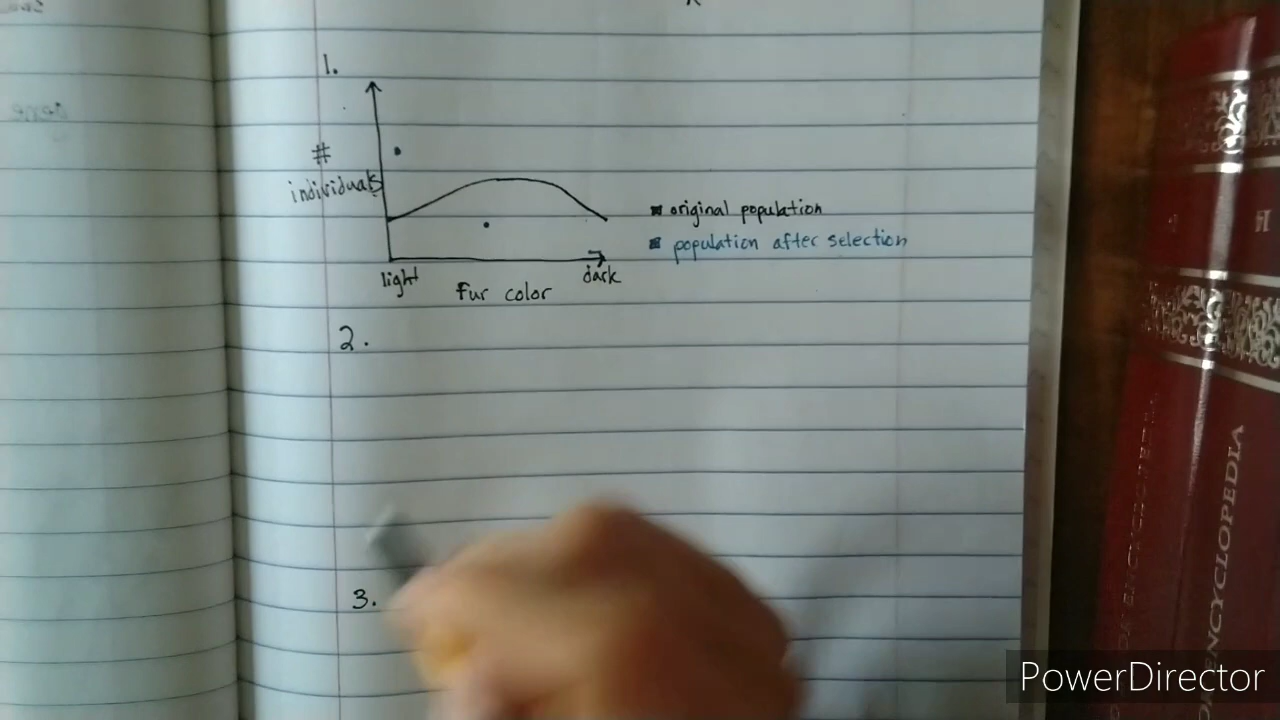 1.
#
individuals
original population
population after selection
light
dark
Fur color
2.
3.
ENCYCLOPEDIA
PowerDirector